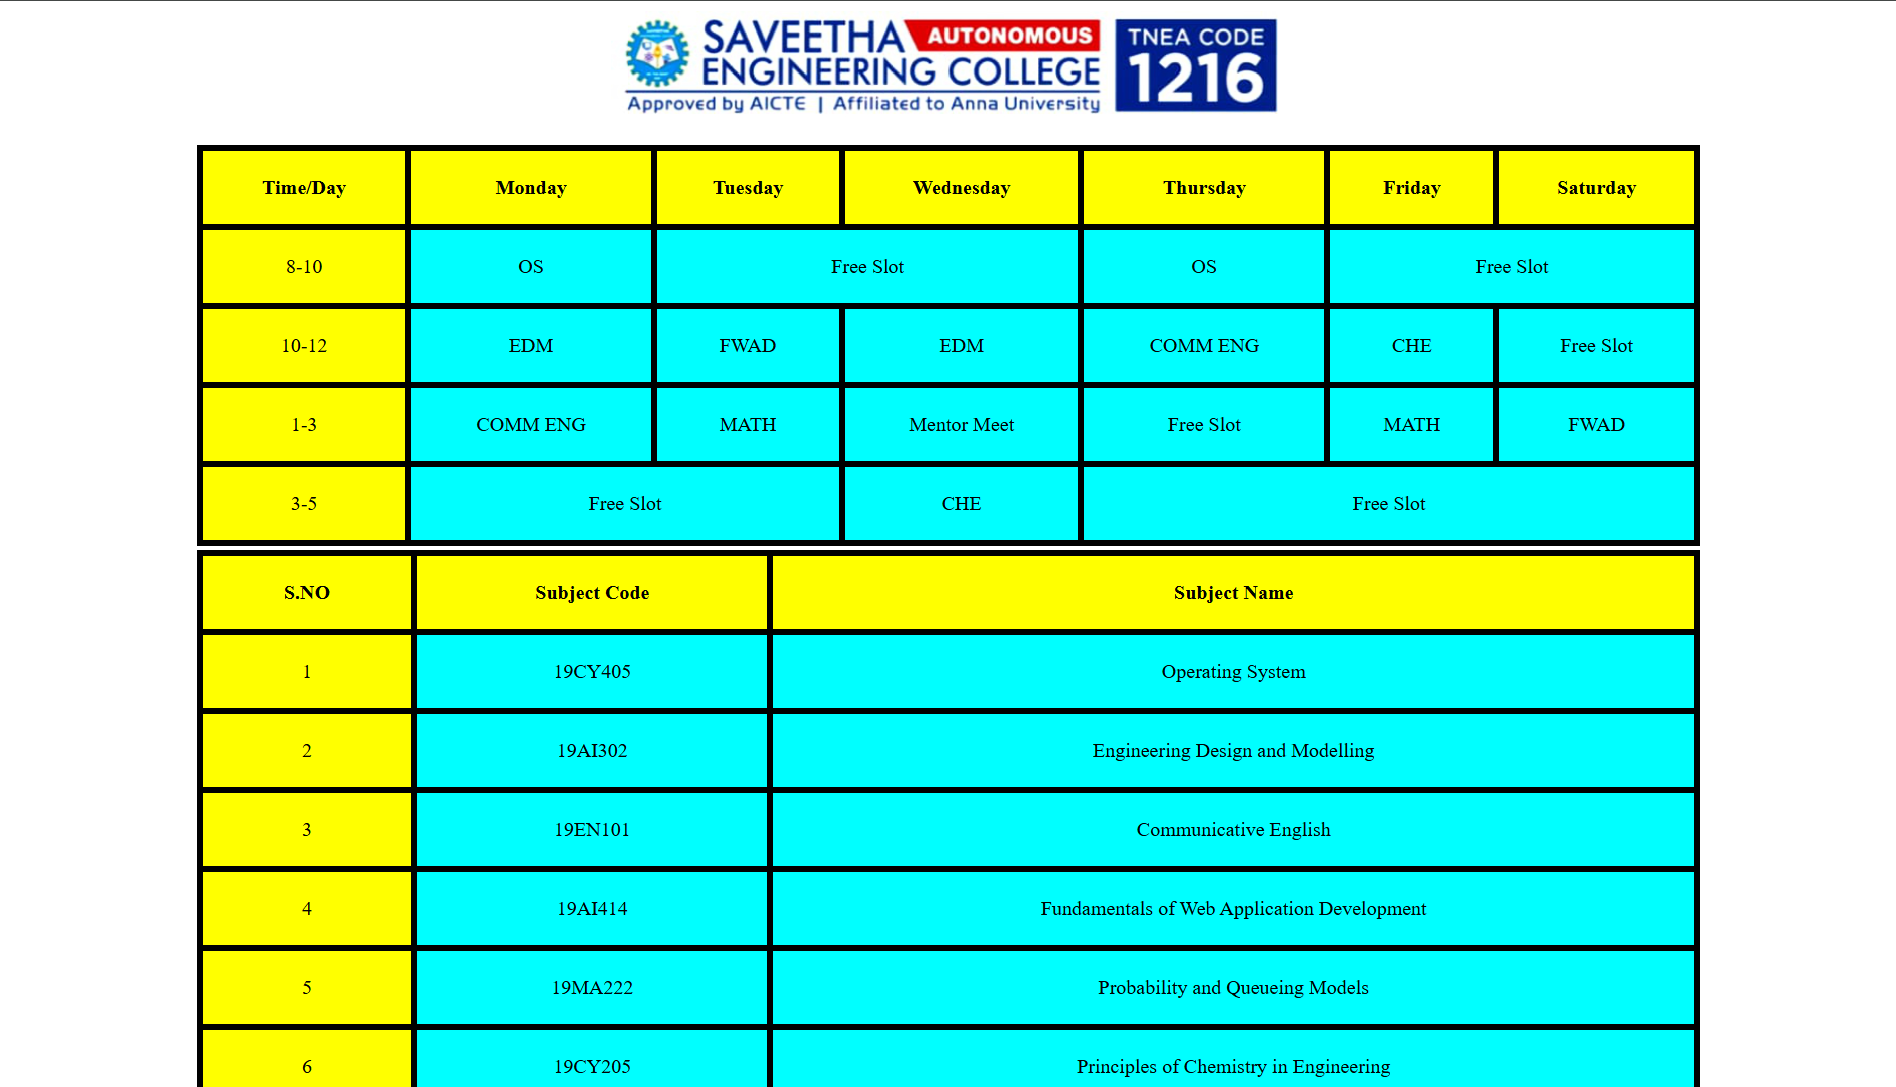 SAVEETHA AUTONOMOUS
ENGINEERING COLLEGE
Approved by AICTE | Affiliated to Anna University
TNEA CODE
1216
Time/Day Monday Tuesday Wednesday Thursday Friday Saturday
8-10 OS Free Slot OS Free Slot
10-12 EDM FWAD EDM COMM ENG CHE Free Slot
1-3 COMM ENG MATH Mentor Meet Free Slot MATH FWAD
3-5 Free Slot CHE Free Slot
S.NO Subject Code Subject Name
1 19CY405 Operating System
2 19AI302 Engineering Design and Modelling
3 19EN101 Communicative English
4 19AI414 Fundamentals of Web Application Development
5 19MA222 Probability and Queueing Models
6 19CY205 Principles of Chemistry in Engineering